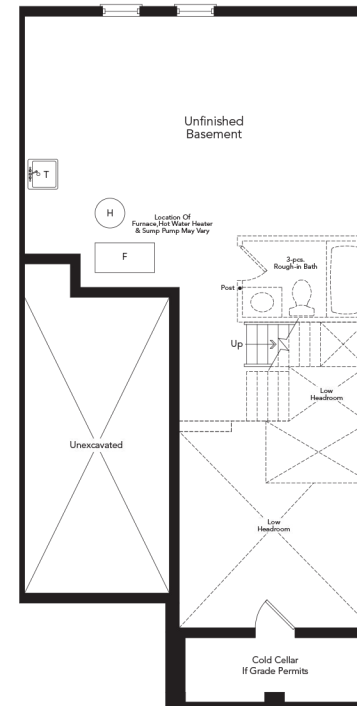 Unfinished
Basement
T
H
Location Of
Furnace,Hot Water Heater
& Sump Pump May Vary
F
3-pcs.
Rough-in Bath
Post
Up
Low
Headroom
Unexcavated
Low
Headroom
Cold Cellar
If Grade Permits